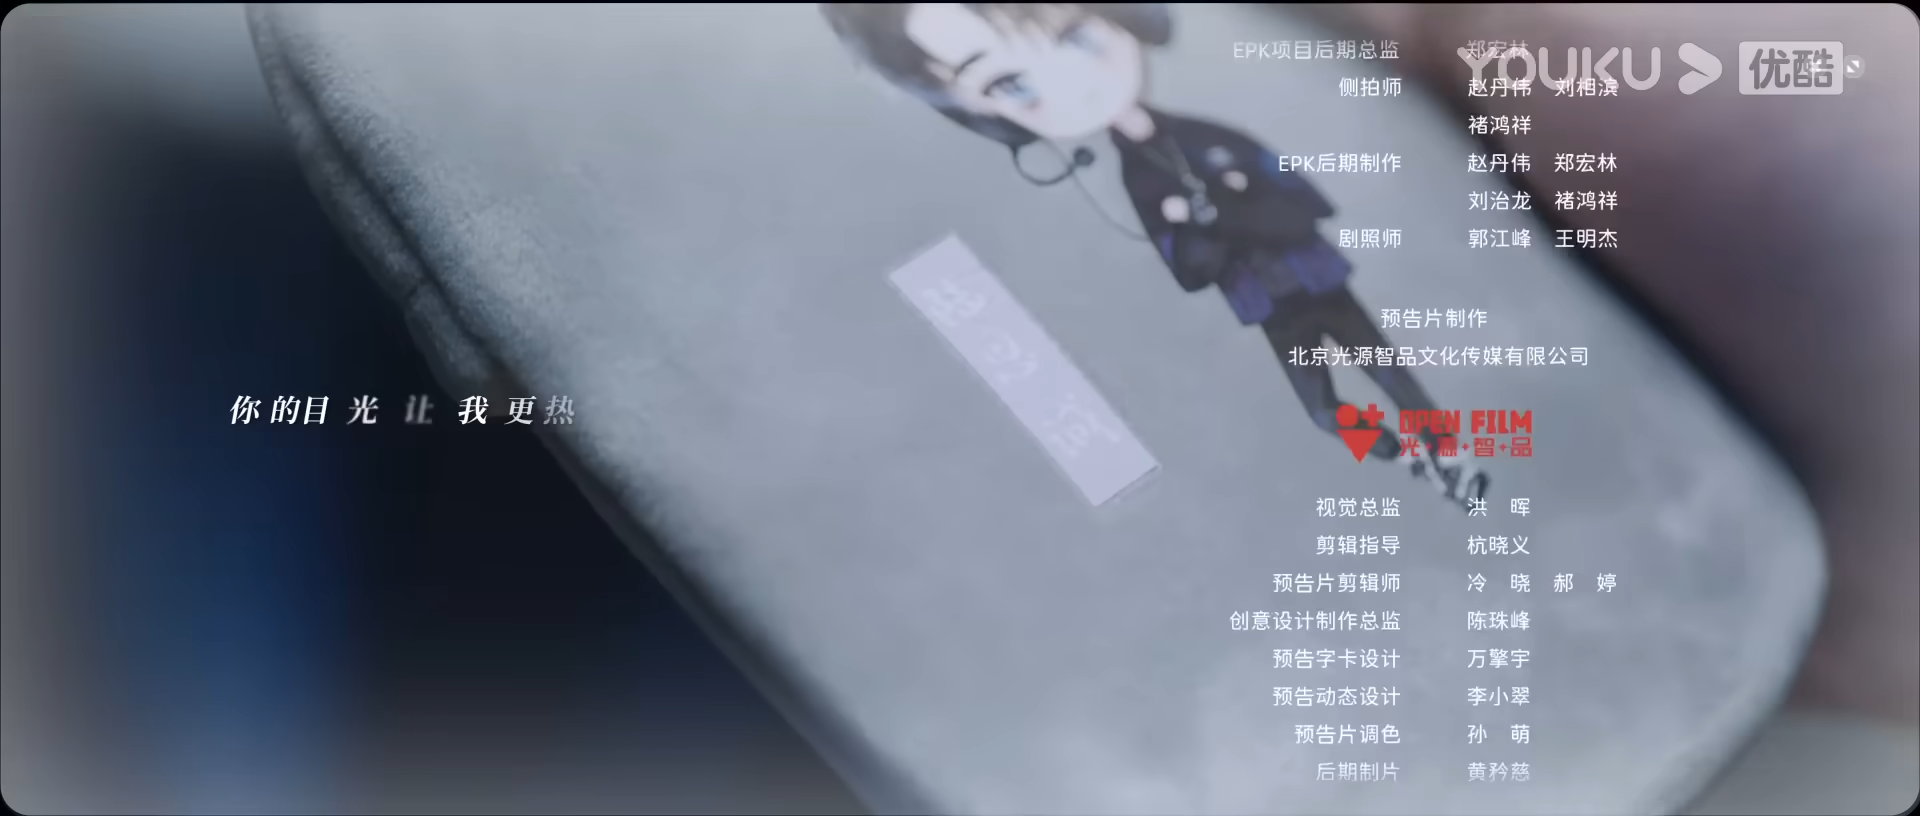 EPK项目后期总监 郑宏林
YOUKU 优酷
侧拍师 赵丹伟 刘相滨
褚鸿祥
EPK后期制作 赵丹伟 郑宏林
刘治龙 褚鸿祥
剧照师 郭江峰 王明杰
预告片制作
北京光源智品文化传媒有限公司
你的目光让我更热
OPEN FILM
光+源+智+品
视觉总监 洪 晖
剪辑指导 杭晓义
预告片剪辑师 冷 晓 郝 婷
创意设计制作总监 陈珠峰
预告字卡设计 万擎宇
预告动态设计 李小翠
预告片调色 孙 萌
后期制片 黄矜慈